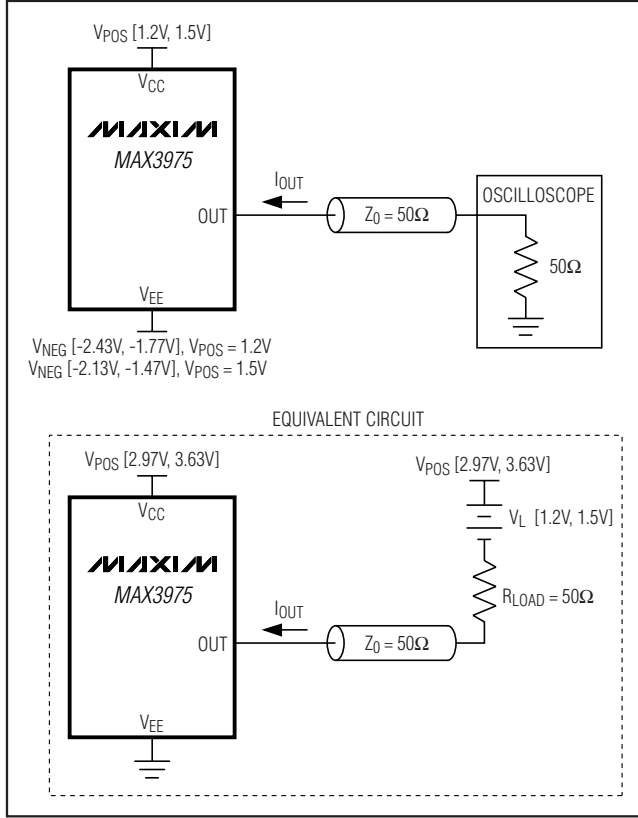 VPOS [1.2V, 1.5V]
VCC
MAXIM
MAX3975
IOUT
OUT
Z0 = 50Ω
OSCILLOSCOPE
50Ω
VEE
VNEG [-2.43V, -1.77V], VPOS = 1.2V
VNEG [-2.13V, -1.47V], VPOS = 1.5V
EQUIVALENT CIRCUIT
VPOS [2.97V, 3.63V]
VPOS [2.97V, 3.63V]
VCC
VL [1.2V, 1.5V]
MAXIM
MAX3975
RLOAD = 50Ω
IOUT
OUT
Z0 = 50Ω
VEE